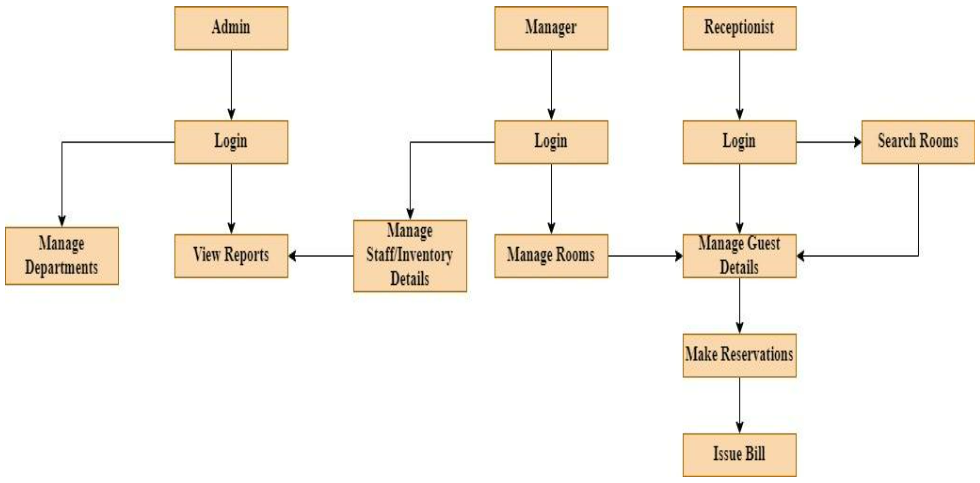 Admin
Manager
Receptionist
Login
Login
Login
Search Rooms
Manage
Departments
View Reports
Manage
Staff/Inventory
Details
Manage Rooms
Manage Guest
Details
Make Reservations
Issue Bill